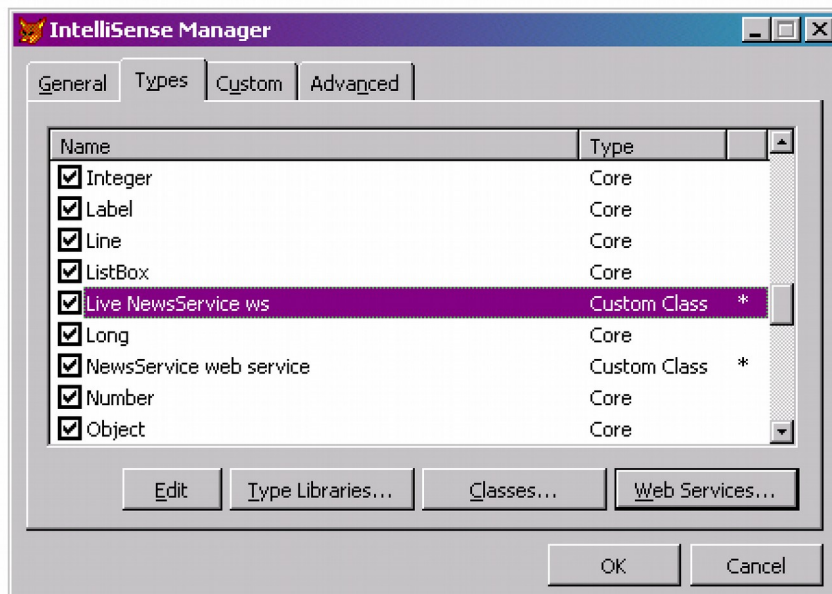 IntelliSense Manager
General Types Custom Advanced
Name Type
Integer Core
Label Core
Line Core
ListBox Core
Live NewsService ws Custom Class *
Long Core
NewsService web service Custom Class *
Number Core
Object Core
Edit Type Libraries... Classes... Web Services...
OK Cancel